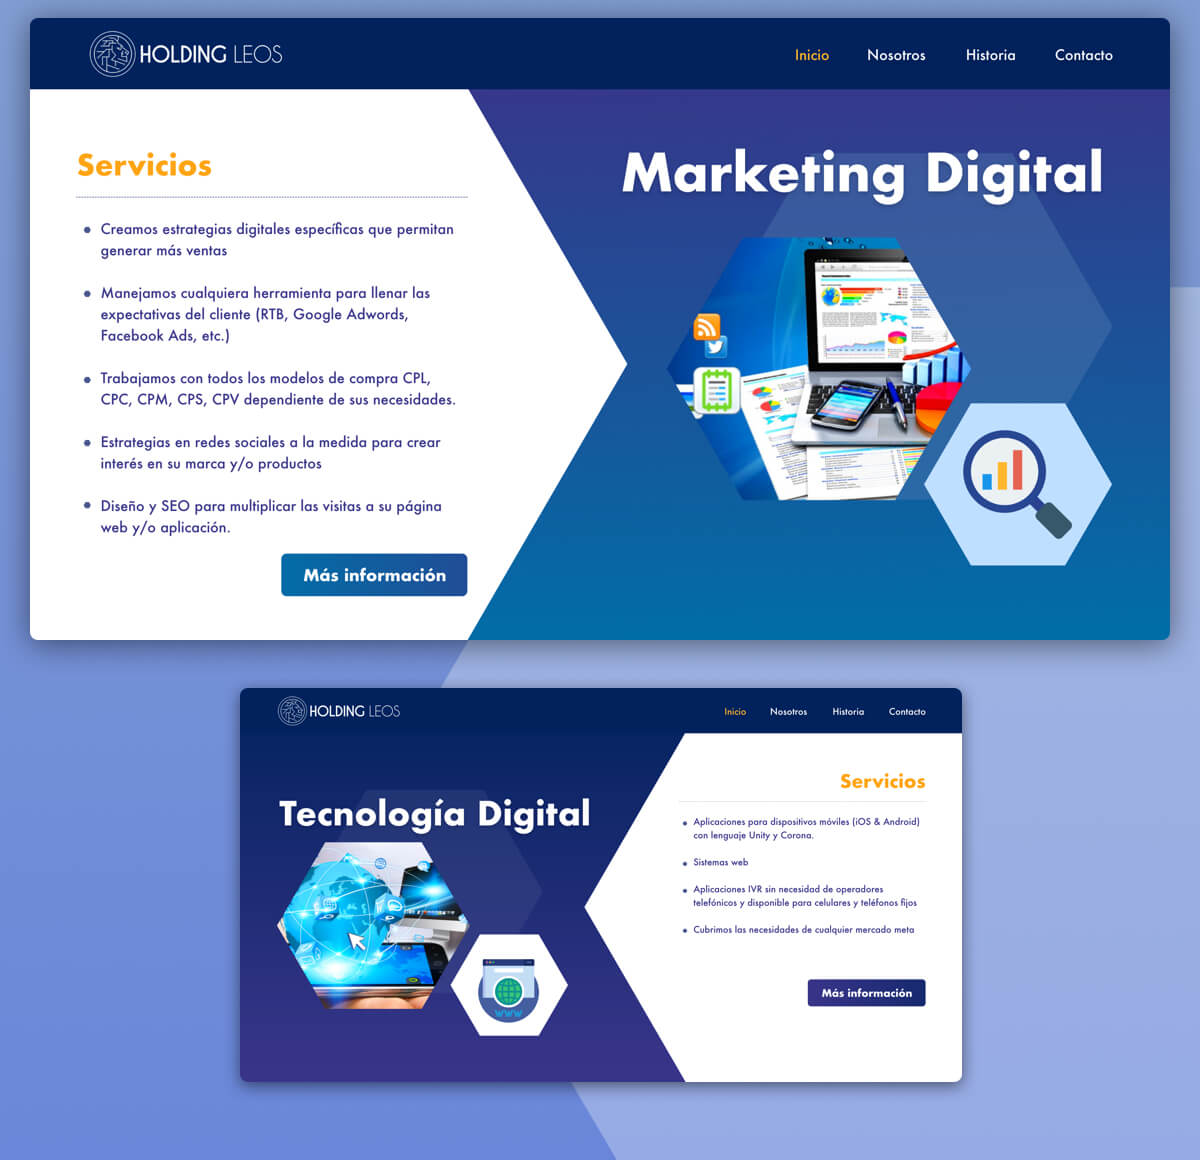 HOLDING LEOS
Inicio Nosotros Historia Contacto
Servicios
Creamos estrategias digitales específicas que permitan
generar más ventas
Manejamos cualquiera herramienta para llenar las
expectativas del cliente (RTB, Google Adwords,
Facebook Ads, etc.)
Trabajamos con todos los modelos de compra CPL,
CPC, CPM, CPS, CPV dependiente de sus necesidades.
Estrategias en redes sociales a la medida para crear
interés en su marca y/o productos
Diseño y SEO para multiplicar las visitas a su página
web y/o aplicación.
Más información
Marketing Digital
HOLDING LEOS
Inicio Nosotros Historia Contacto
Tecnología Digital
WWW
Servicios
Aplicaciones para dispositivos móviles (iOS & Android)
con lenguaje Unity y Corona.
Sistemas web
Aplicaciones IVR sin necesidad de operadores
telefónicos y disponible para celulares y teléfonos fijos
Cubrimos las necesidades de cualquier mercado meta
Más información